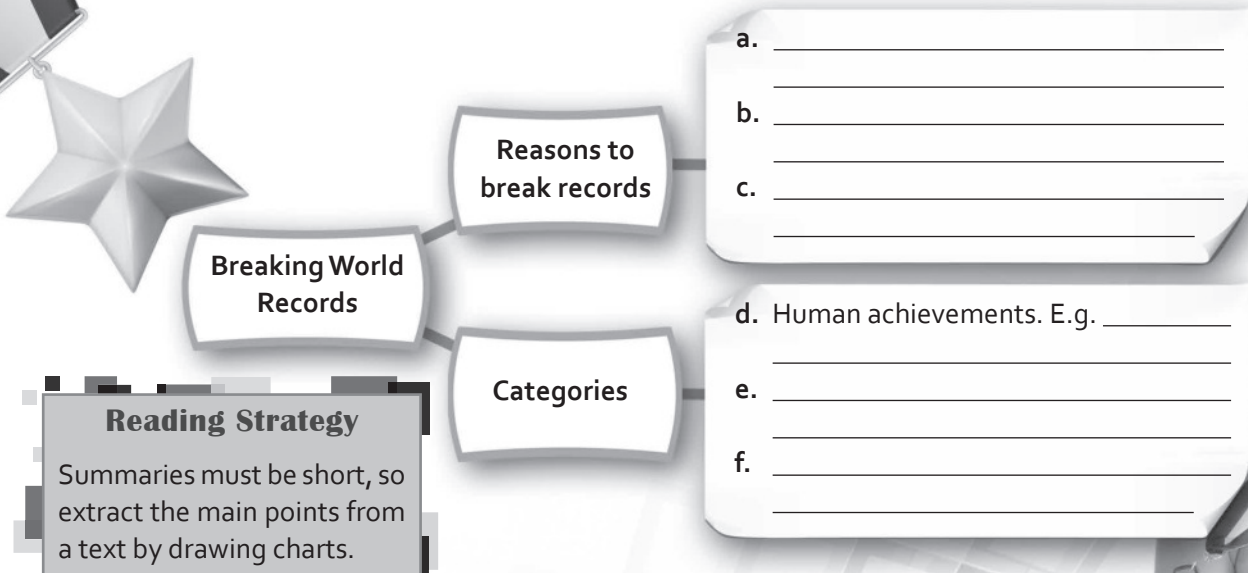 Breaking World
Records
Reasons to
break records
a.
b.
c.
Categories
d. Human achievements. E.g.
e.
f.
Reading Strategy
Summaries must be short, so
extract the main points from
a text by drawing charts.